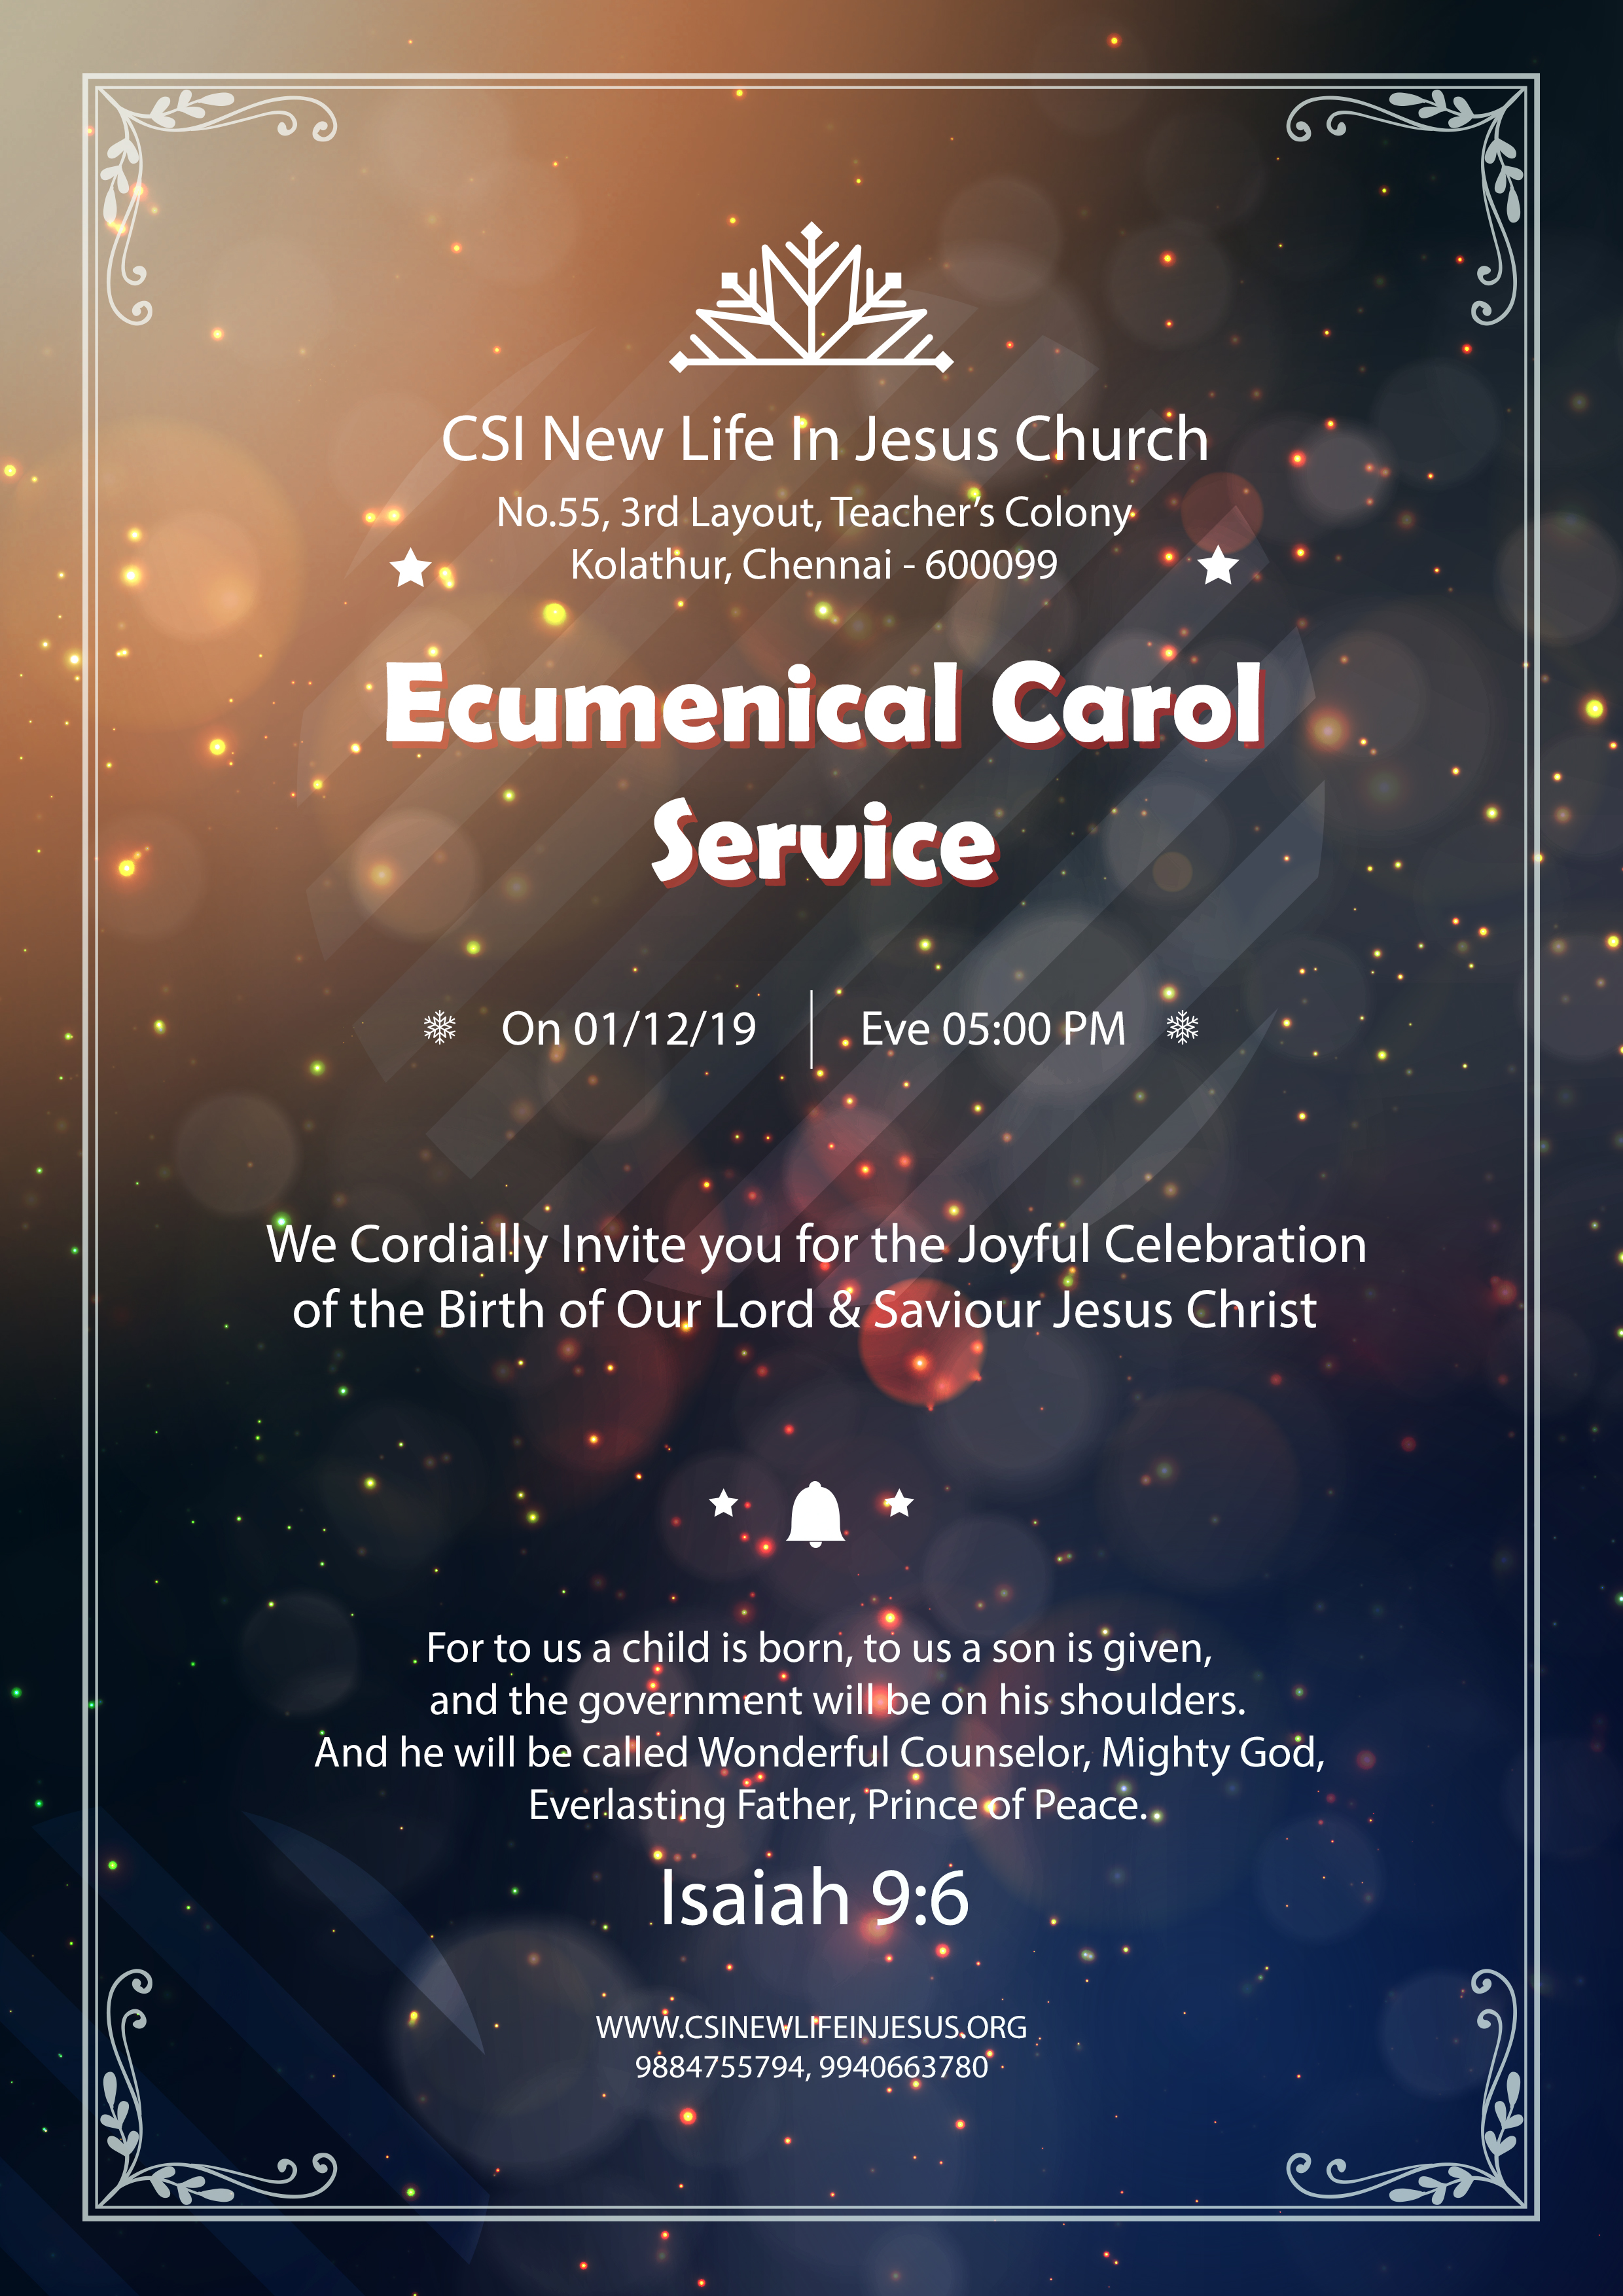 CSI New Life In Jesus Church
No.55, 3rd Layout, Teacher’s Colony
Kolathur, Chennai - 600099
Ecumenical Carol
Service
On 01/12/19 Eve 05:00 PM
We Cordially Invite you for the Joyful Celebration
of the Birth of Our Lord & Saviour Jesus Christ
For to us a child is born, to us a son is given,
and the government will be on his shoulders.
And he will be called Wonderful Counselor, Mighty God,
Everlasting Father, Prince of Peace.
Isaiah 9:6
WWW.CSINEWLIFEINJESUS.ORG
9884755794, 9940663780